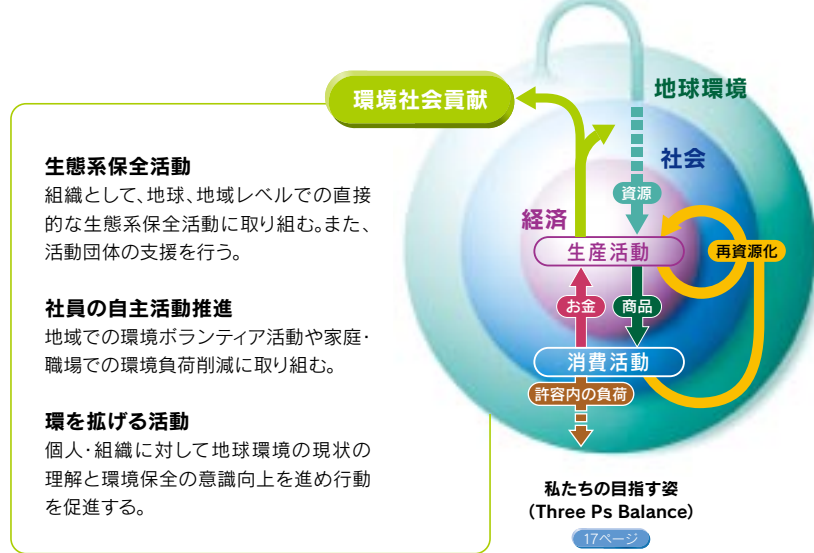 環境社会貢献
生態系保全活動
組織として、地球、地域レベルでの直接
的な生態系保全活動に取り組む。また、
活動団体の支援を行う。
社員の自主活動推進
地域での環境ボランティア活動や家庭・
職場での環境負荷削減に取り組む。
環を拡げる活動
個人・組織に対して地球環境の現状の
理解と環境保全の意識向上を進め行動
を促進する。
地球環境
社会
資源
経済
生産活動
再資源化
お金
商品
消費活動
許容内の負荷
私たちの目指す姿
(Three Ps Balance)
17ページ